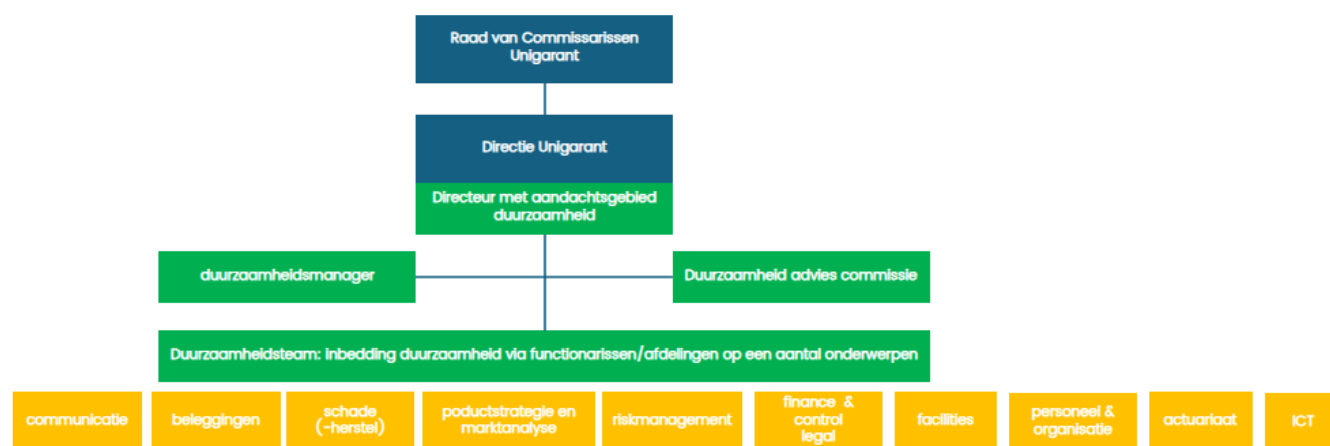 Raad van Commissarissen
Unigarant
Directie Unigarant
Directeur met aandachtsgebied
duurzaamheid
duurzaamheidsmanager
Duurzaamheid advies commissie
Duurzaamheidsteam: inbedding duurzaamheid via functionarissen/afdelingen op een aantal onderwerpen
communicatie
beleggingen
schade
(-herstel)
poductstrategie en
marktanalyse
riskmanagement
finance &
control
legal
facilities
personeel &
organisatie
actuariaat
ICT